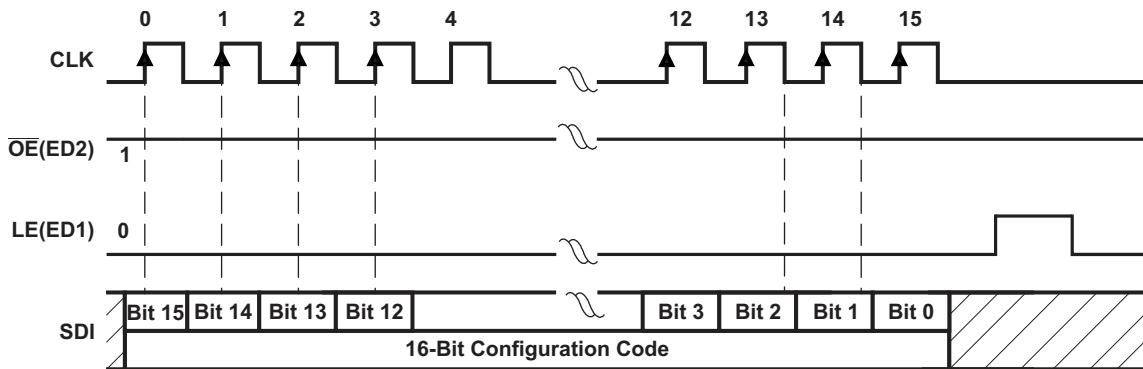 0 1 2 3 4 12 13 14 15
CLK
OE(ED2) 1
LE(ED1) 0
Bit 15 Bit 14 Bit 13 Bit 12 Bit 3 Bit 2 Bit 1 Bit 0
SDI
16-Bit Configuration Code